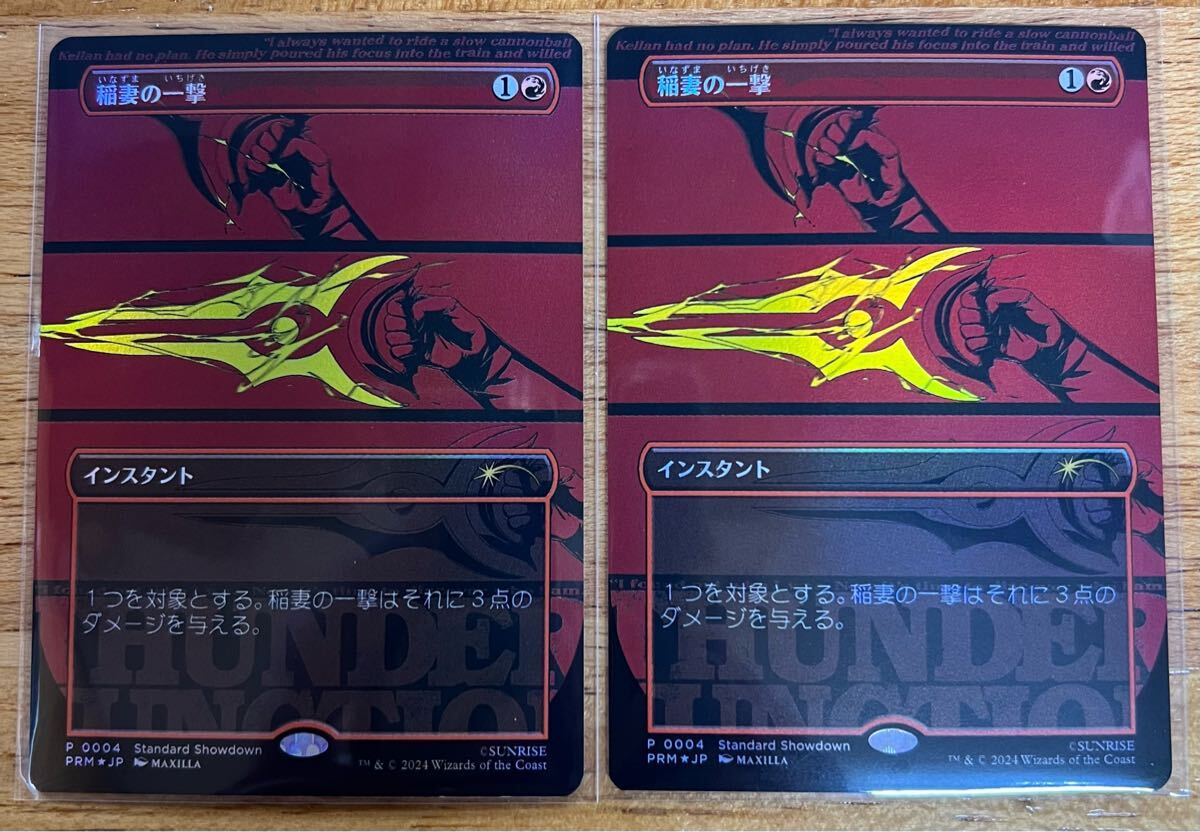 "I always wanted to ride a slow cannonball
Kellan had no plan. He simply poured his focus into the train and willed
いなずま いちげき
稲妻の一撃
1
インスタント
1つを対象とする。稲妻の一撃はそれに3点の
ダメージを与える。
HUNDER
UNCTIO
P 0004 Standard Showdown
PRM★JP MAXILLA
©SUNRISE
™ & © 2024 Wizards of the Coast
"I always wanted to ride a slow cannonball
Kellan had no plan. He simply poured his focus into the train and willed
いなずま いちげき
稲妻の一撃
1
インスタント
1つを対象とする。稲妻の一撃はそれに3点の
ダメージを与える。
HUNDER
UNCTIO
P 0004 Standard Showdown
PRM★JP MAXILLA
©SUNRISE
™ & © 2024 Wizards of the Coast